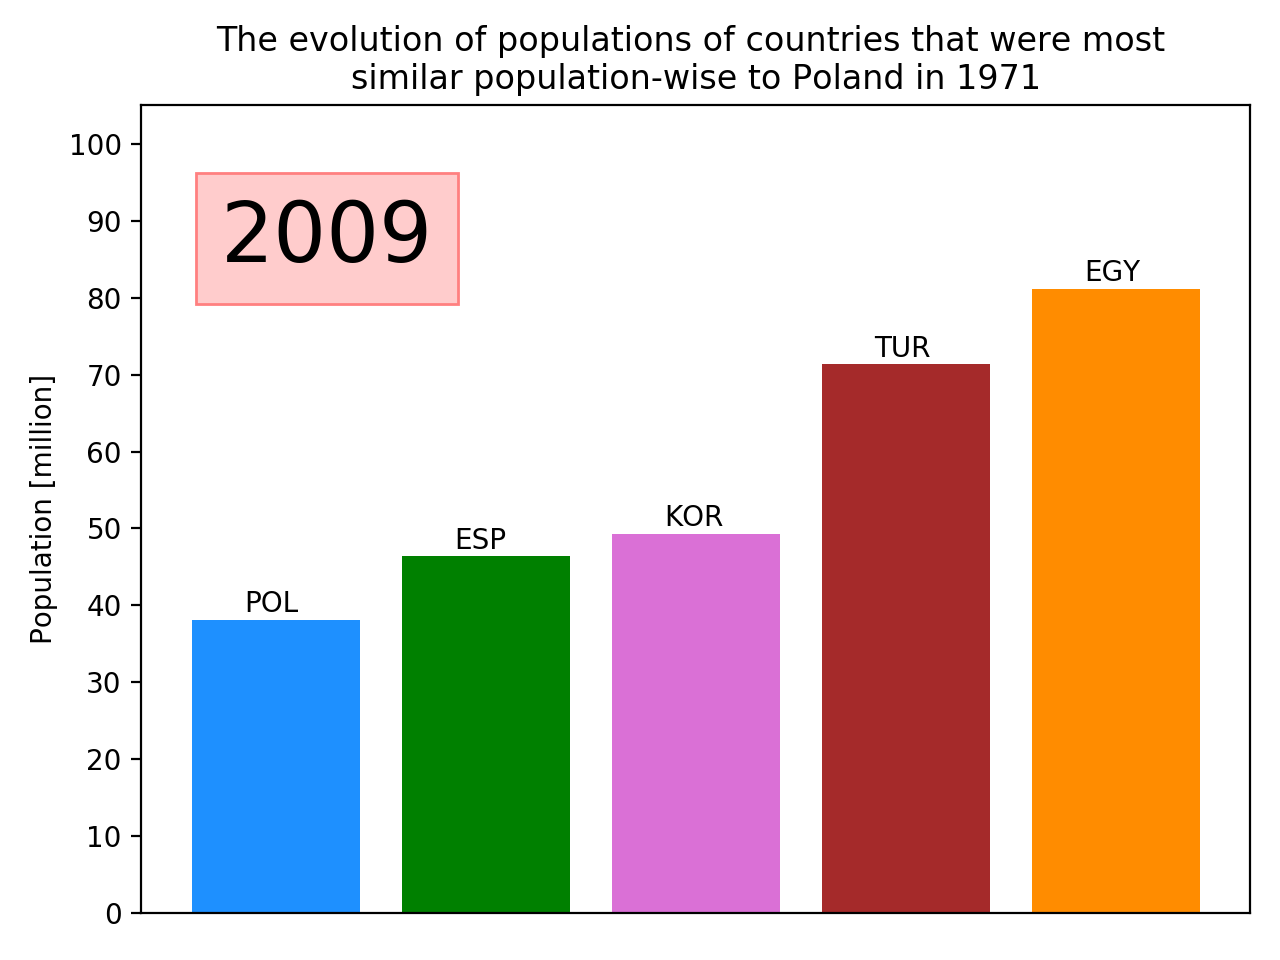 The evolution of populations of countries that were most
similar population-wise to Poland in 1971
100
90
80
70
60
50
40
30
20
10
0
Population [million]
2009
POL
ESP
KOR
TUR
EGY